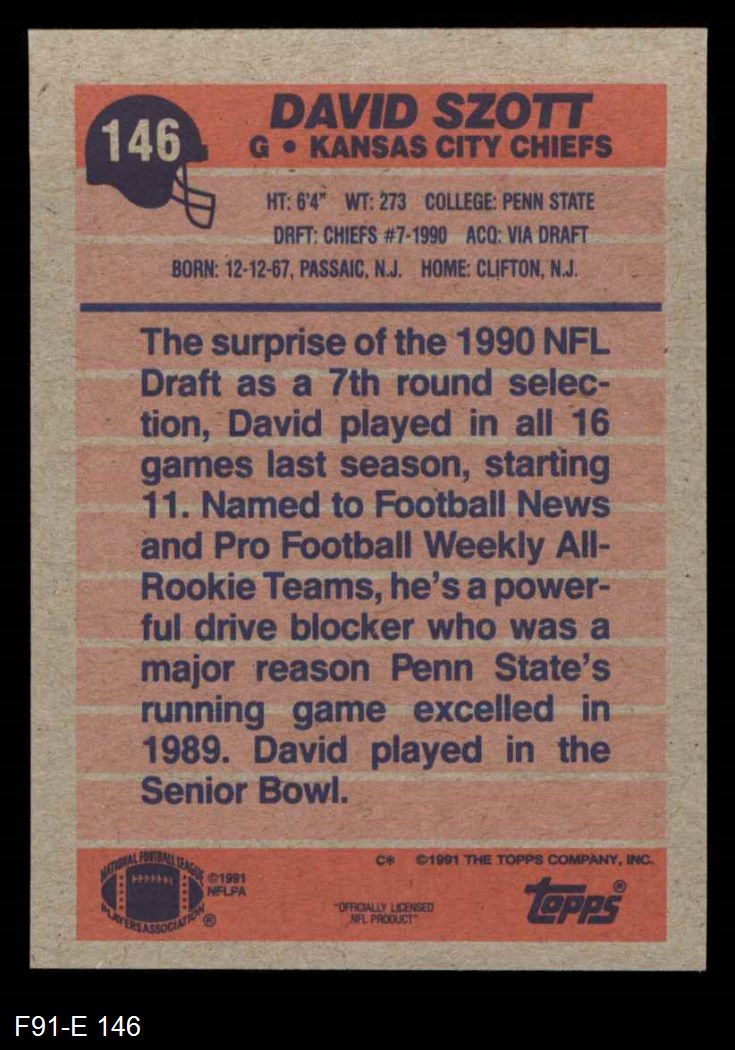 146
DAVID SZOTT
G • KANSAS CITY CHIEFS
HT: 6'4" WT: 273 COLLEGE: PENN STATE
DRFT: CHIEFS #7-1990 ACQ: VIA DRAFT
BORN: 12-12-67, PASSAIC, N.J. HOME: CLIFTON, N.J.
The surprise of the 1990 NFL
Draft as a 7th round selec-
tion, David played in all 16
games last season, starting
11. Named to Football News
and Pro Football Weekly All-
Rookie Teams, he's a power-
ful drive blocker who was a
major reason Penn State's
running game excelled in
1989. David played in the
Senior Bowl.
NATIONAL FOOTBALL LEAGUE
PLAYERS ASSOCIATION ®
©1991
NFLPA
C* ©1991 THE TOPPS COMPANY, INC.
"OFFICIALLY LICENSED
NFL PRODUCT"
topps®
F91-E 146